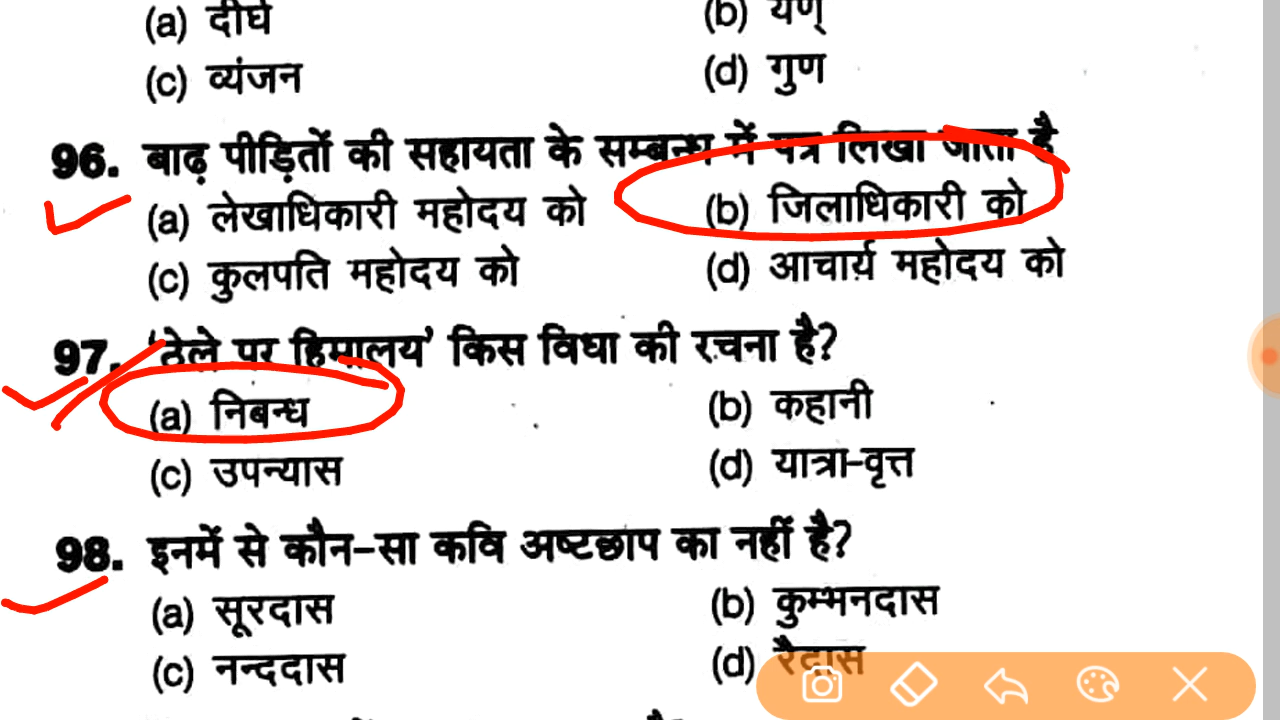 (a) दीर्घ (b) यण्
(c) व्यंजन (d) गुण
96. बाढ़ पीड़ितों की सहायता के सम्बन्ध में पत्र लिखा जाता है
(a) लेखाधिकारी महोदय को (b) जिलाधिकारी को
(c) कुलपति महोदय को (d) आचार्य महोदय को
97. 'ठेले पर हिमालय' किस विधा की रचना है?
(a) निबन्ध (b) कहानी
(c) उपन्यास (d) यात्रा-वृत्त
98. इनमें से कौन-सा कवि अष्टछाप का नहीं है?
(a) सूरदास (b) कुम्भनदास
(c) नन्ददास (d) रैदास